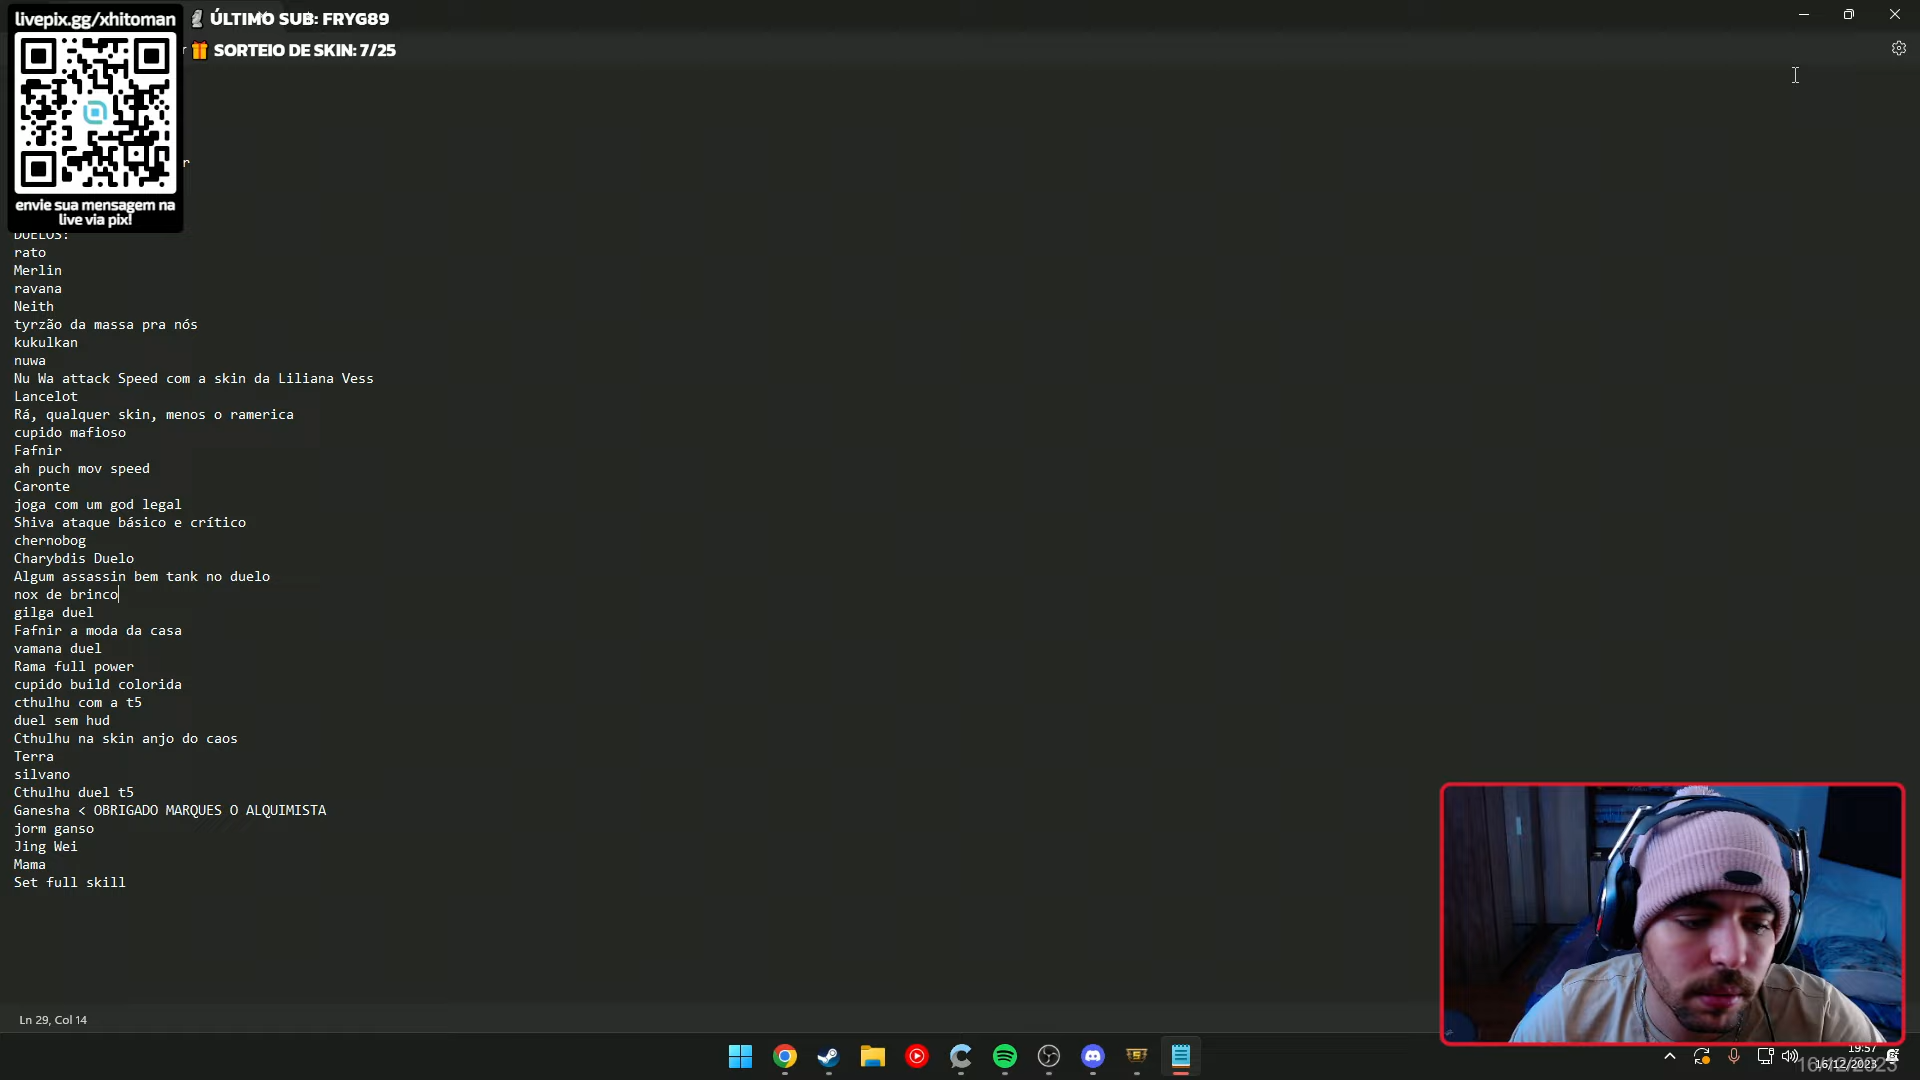 livepix.gg/xhitoman
ÚLTIMO SUB: FRYG89
SORTEIO DE SKIN: 7/25
r
envie sua mensagem na
live via pix!
DUELOS:
rato
Merlin
ravana
Neith
tyrzão da massa pra nós
kukulkan
nuwa
Nu Wa attack Speed com a skin da Liliana Vess
Lancelot
Rá, qualquer skin, menos o ramerica
cupido mafioso
Fafnir
ah puch mov speed
Caronte
joga com um god legal
Shiva ataque básico e crítico
chernobog
Charybdis Duelo
Algum assassin bem tank no duelo
nox de brinco
gilga duel
Fafnir a moda da casa
vamana duel
Rama full power
cupido build colorida
cthulhu com a t5
duel sem hud
Cthulhu na skin anjo do caos
Terra
silvano
Cthulhu duel t5
Ganesha < OBRIGADO MARQUES O ALQUIMISTA
jorm ganso
Jing Wei
Mama
Set full skill
Ln 29, Col 14
19:57
16/12/2023
16/12/2023